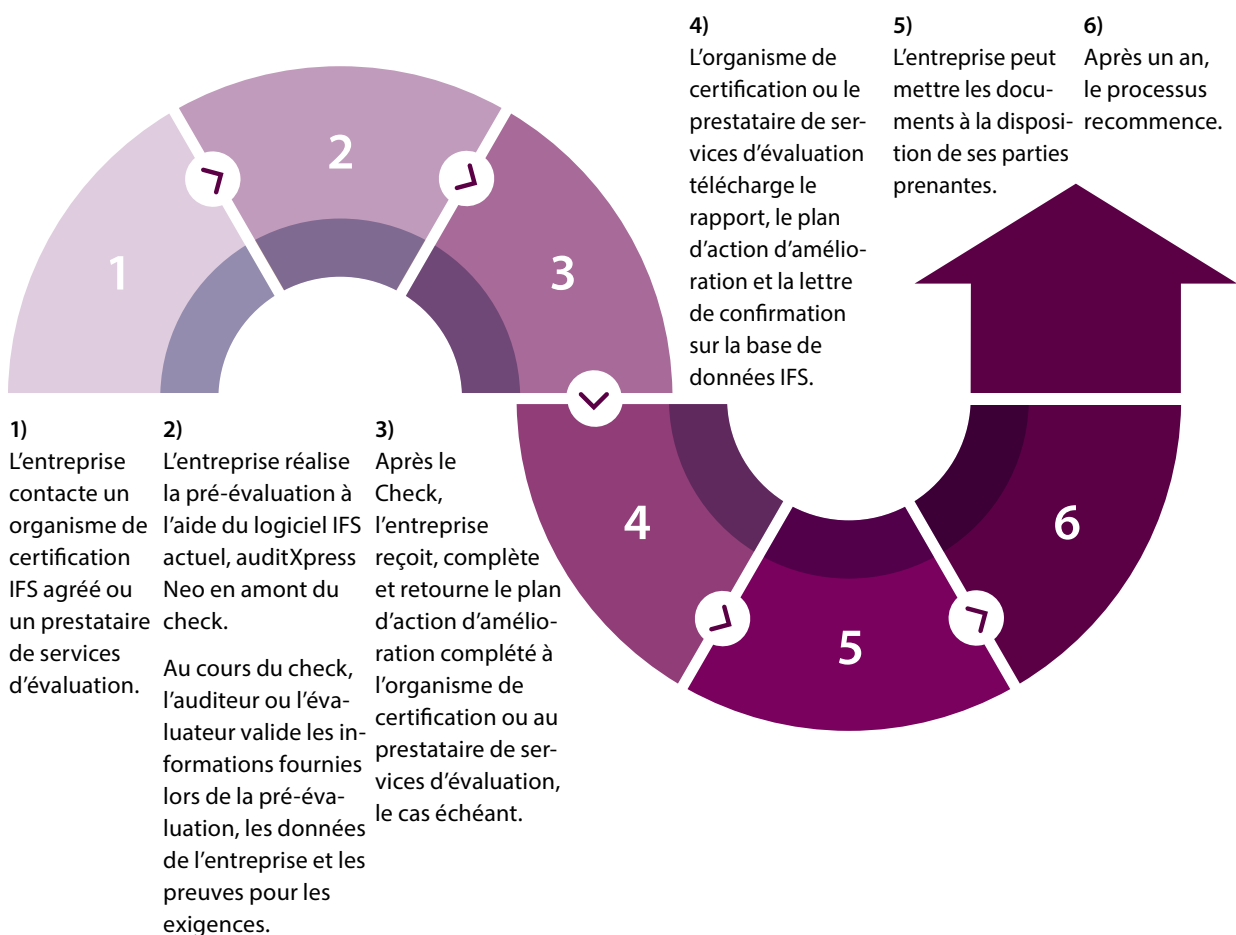 1
2
3
4
5
6
1)
L'entreprise
contacte un
organisme de
certification
IFS agréé ou
un prestataire
de services
d'évaluation.
2)
L'entreprise réalise
la pré-évaluation à
l'aide du logiciel IFS
actuel, auditXpress
Neo en amont du
check.
Au cours du check,
l'auditeur ou l'éva-
luateur valide les in-
formations fournies
lors de la pré-éva-
luation, les données
de l'entreprise et les
preuves pour les
exigences.
3)
Après le
Check,
l'entreprise
reçoit, complète
et retourne le plan
d'action d'amélio-
ration complété à
l'organisme de
certification ou au
prestataire de ser-
vices d'évaluation,
le cas échéant.
4)
L'organisme de
certification ou le
prestataire de ser-
vices d'évaluation
télécharge le
rapport, le plan
d'action d'amélio-
ration et la lettre
de confirmation
sur la base de
données IFS.
5)
L'entreprise peut
mettre les docu-
ments à la disposi-
tion de ses parties
prenantes.
6)
Après un an,
le processus
recommence.